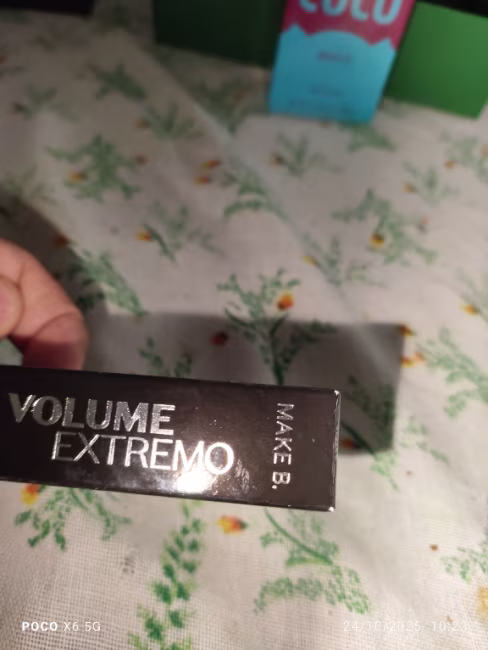 COCO
VOLUME
EXTREMO
MAKE B.
POCO X6 5G